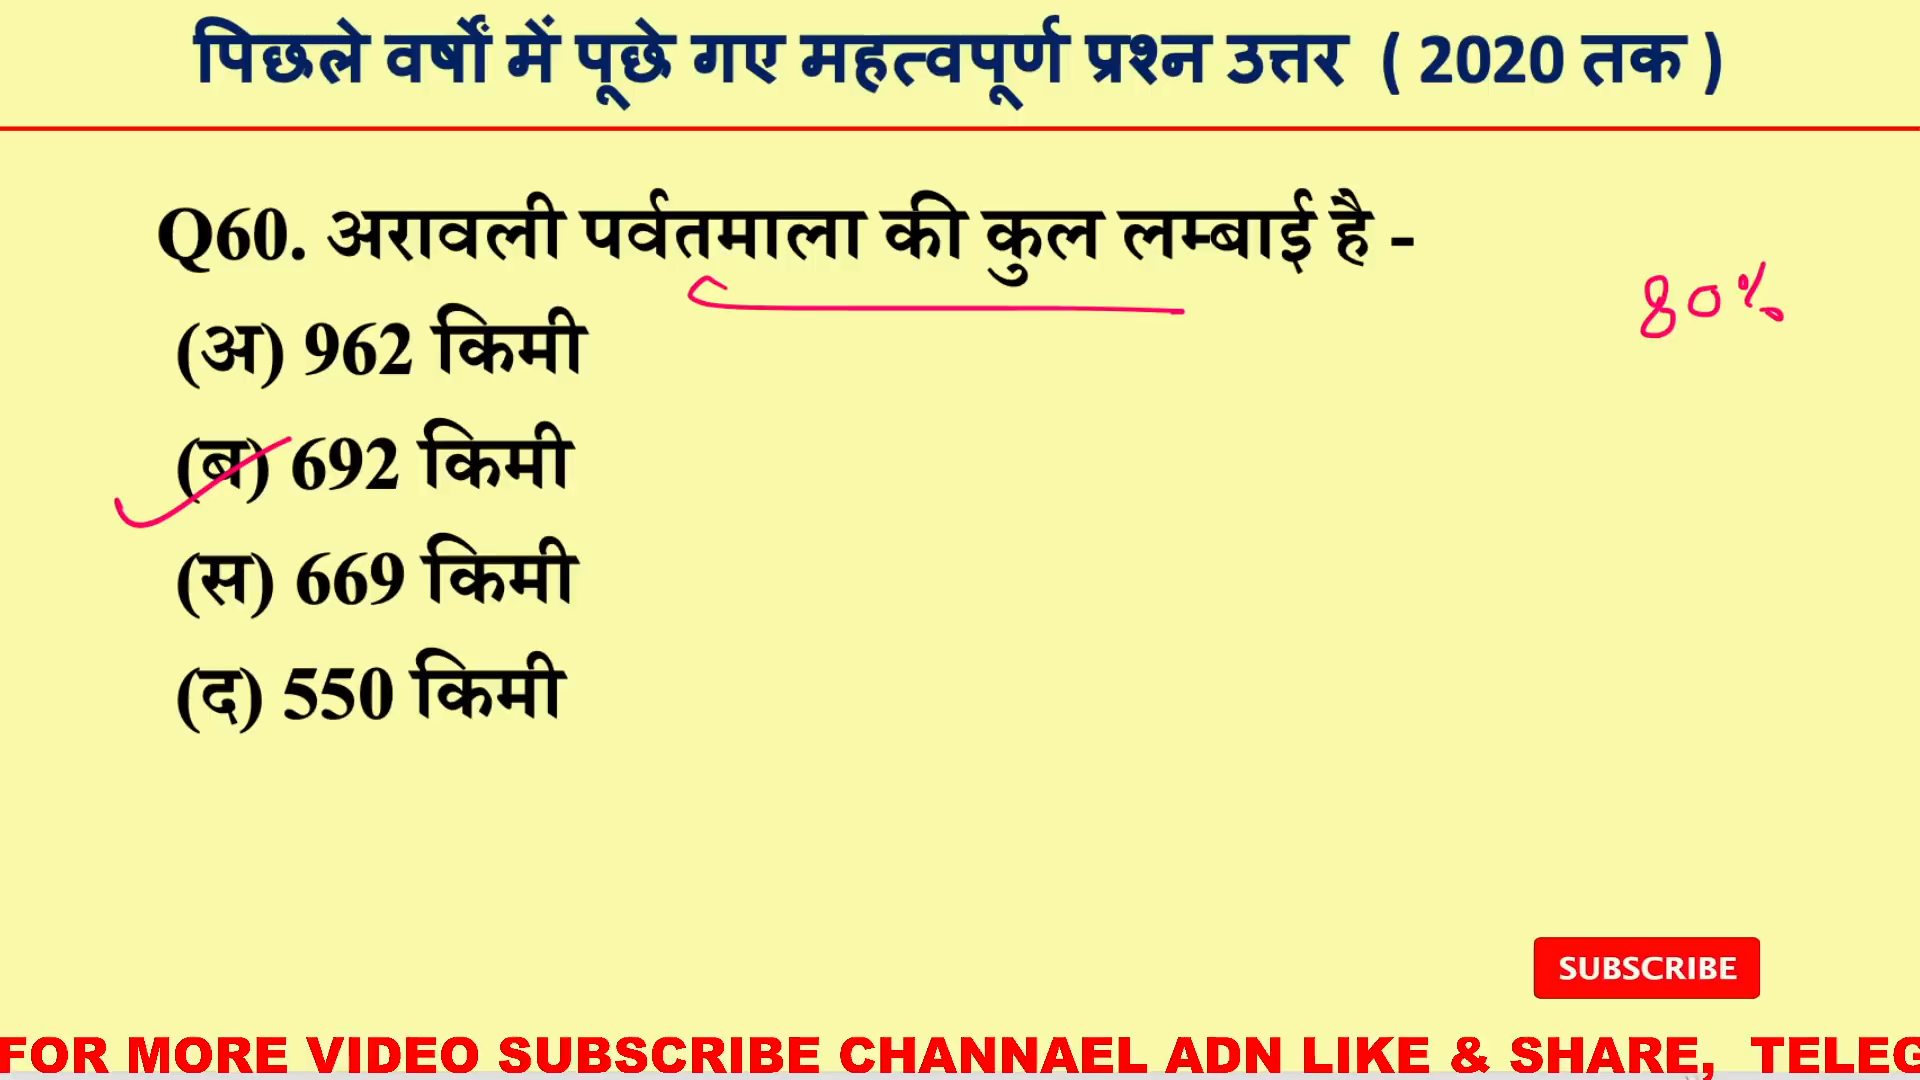 पिछले वर्षों में पूछे गए महत्वपूर्ण प्रश्न उत्तर ( 2020 तक )
Q60. अरावली पर्वतमाला की कुल लम्बाई है -
80%
(अ) 962 किमी
(ब) 692 किमी
(स) 669 किमी
(द) 550 किमी
SUBSCRIBE
FOR MORE VIDEO SUBSCRIBE CHANNAEL ADN LIKE & SHARE, TELEG